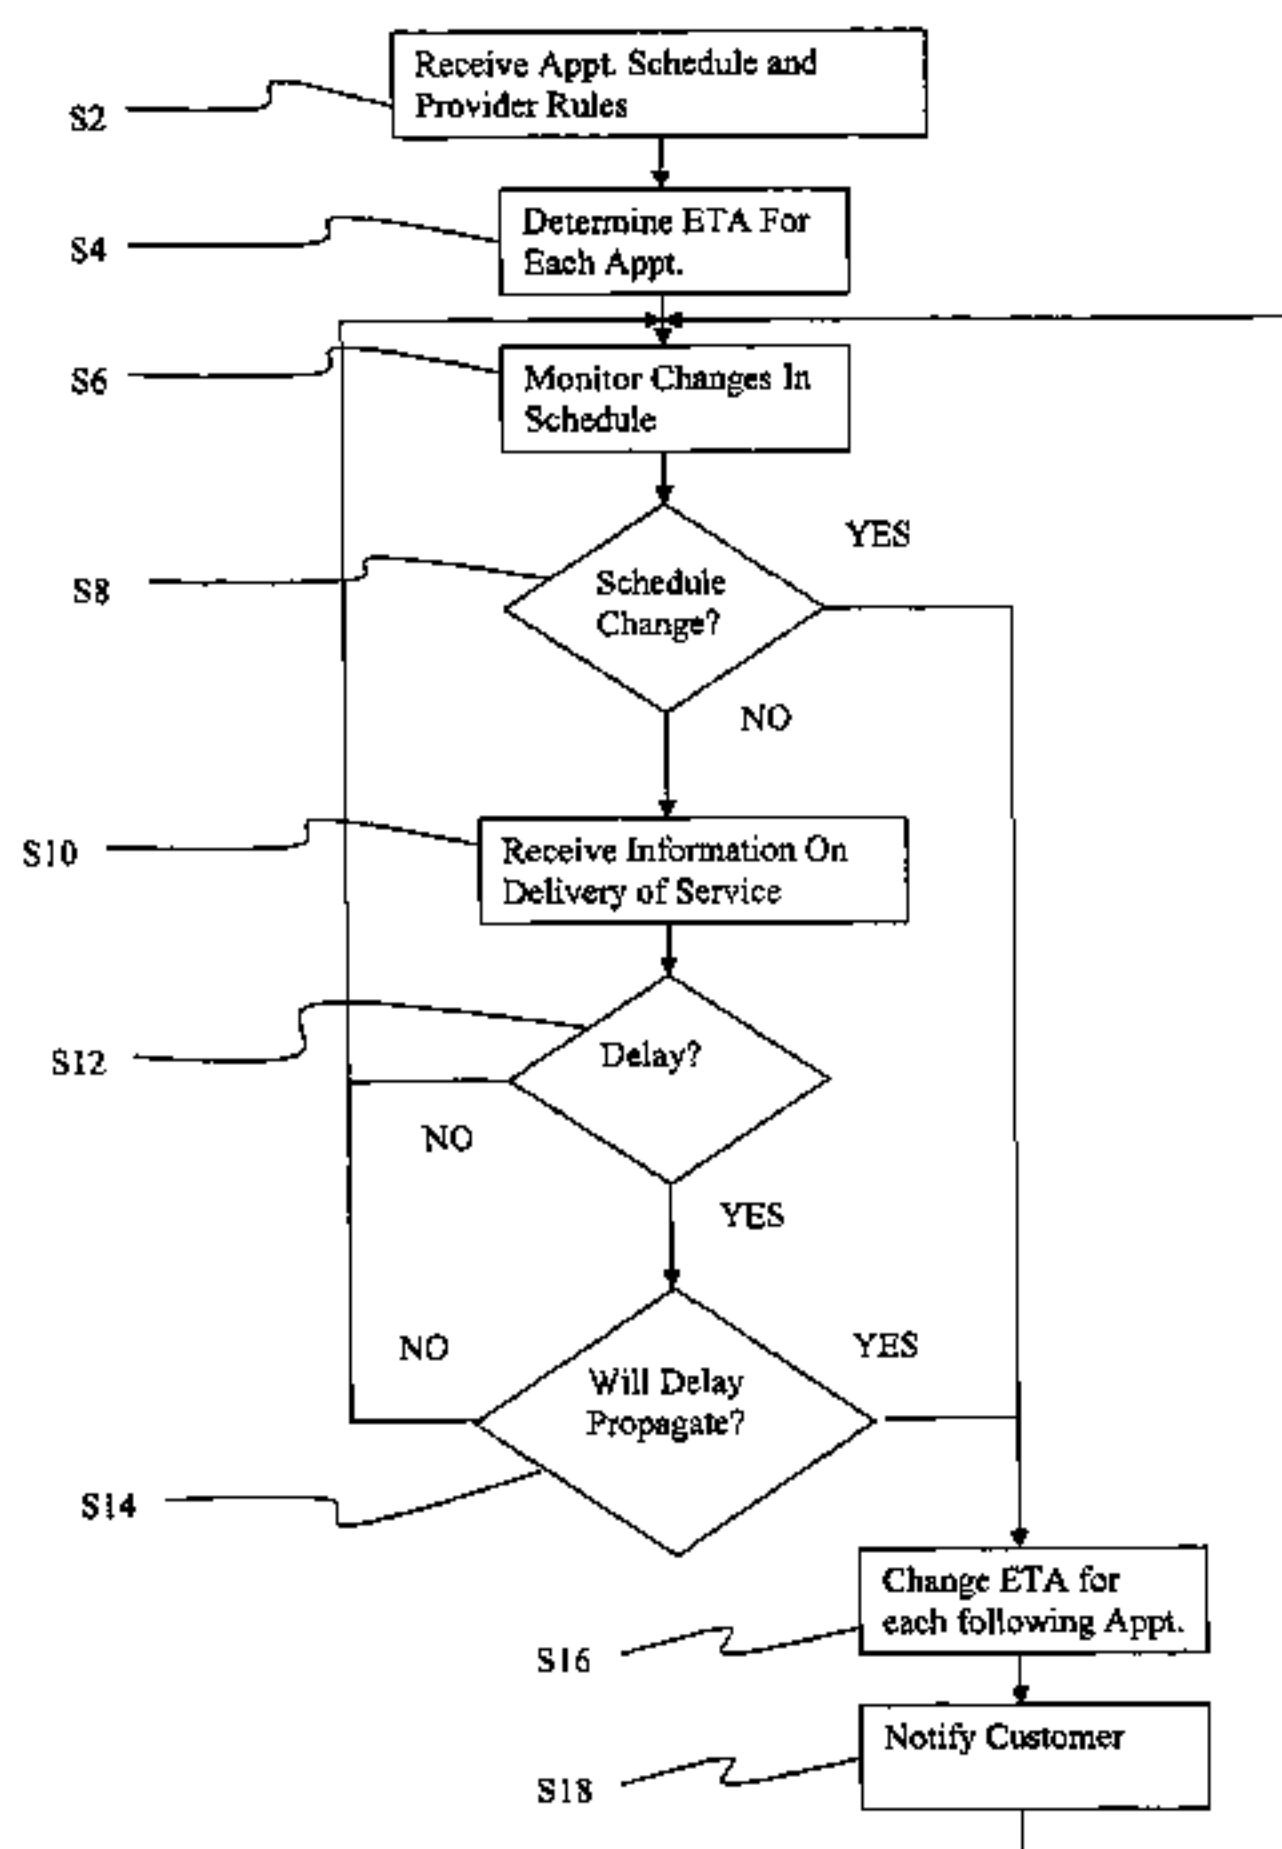 Receive Appt. Schedule and
Provider Rules
S2
Determine ETA For
Each Appt.
S4
Monitor Changes In
Schedule
S6
YES
Schedule
Change?
S8
NO
Receive Information On
Delivery of Service
S10
Delay?
S12
NO
YES
NO
YES
Will Delay
Propagate?
S14
Change ETA for
each following Appt.
S16
Notify Customer
S18